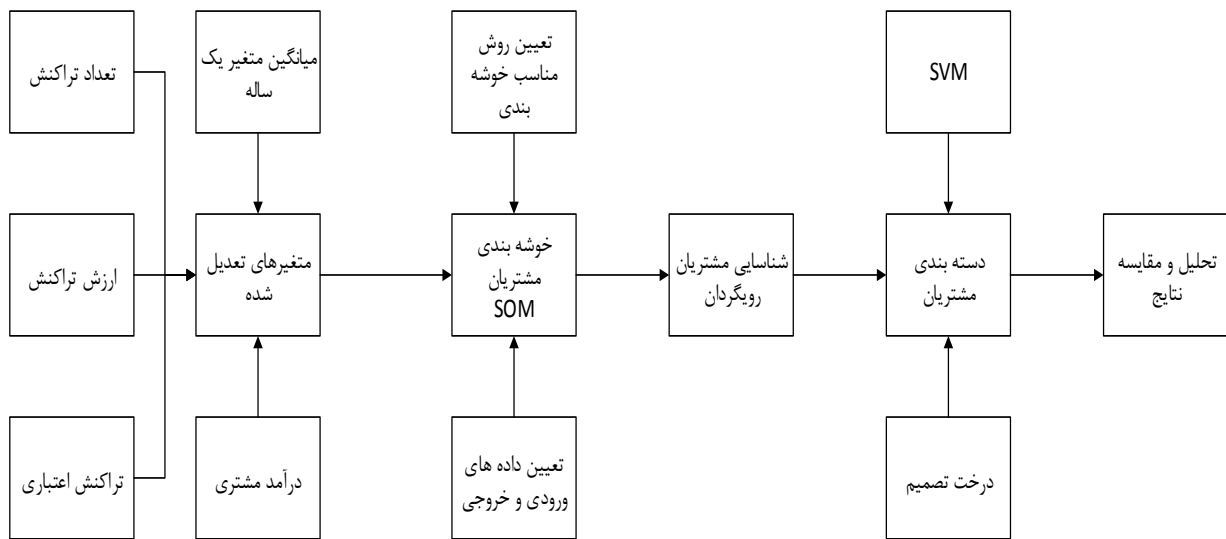 تعداد تراکنش
میانگین متغیر یک
ساله
تعیین روش
مناسب خوشه
بندی
SVM
ارزش تراکنش
متغیرهای تعدیل
شده
خوشه بندی
مشتریان
SOM
شناسایی مشتریان
رویگردان
دسته بندی
مشتریان
تحلیل و مقایسه
نتایج
تراکنش اعتباری
درآمد مشتری
تعیین داده های
ورودی و خروجی
درخت تصمیم